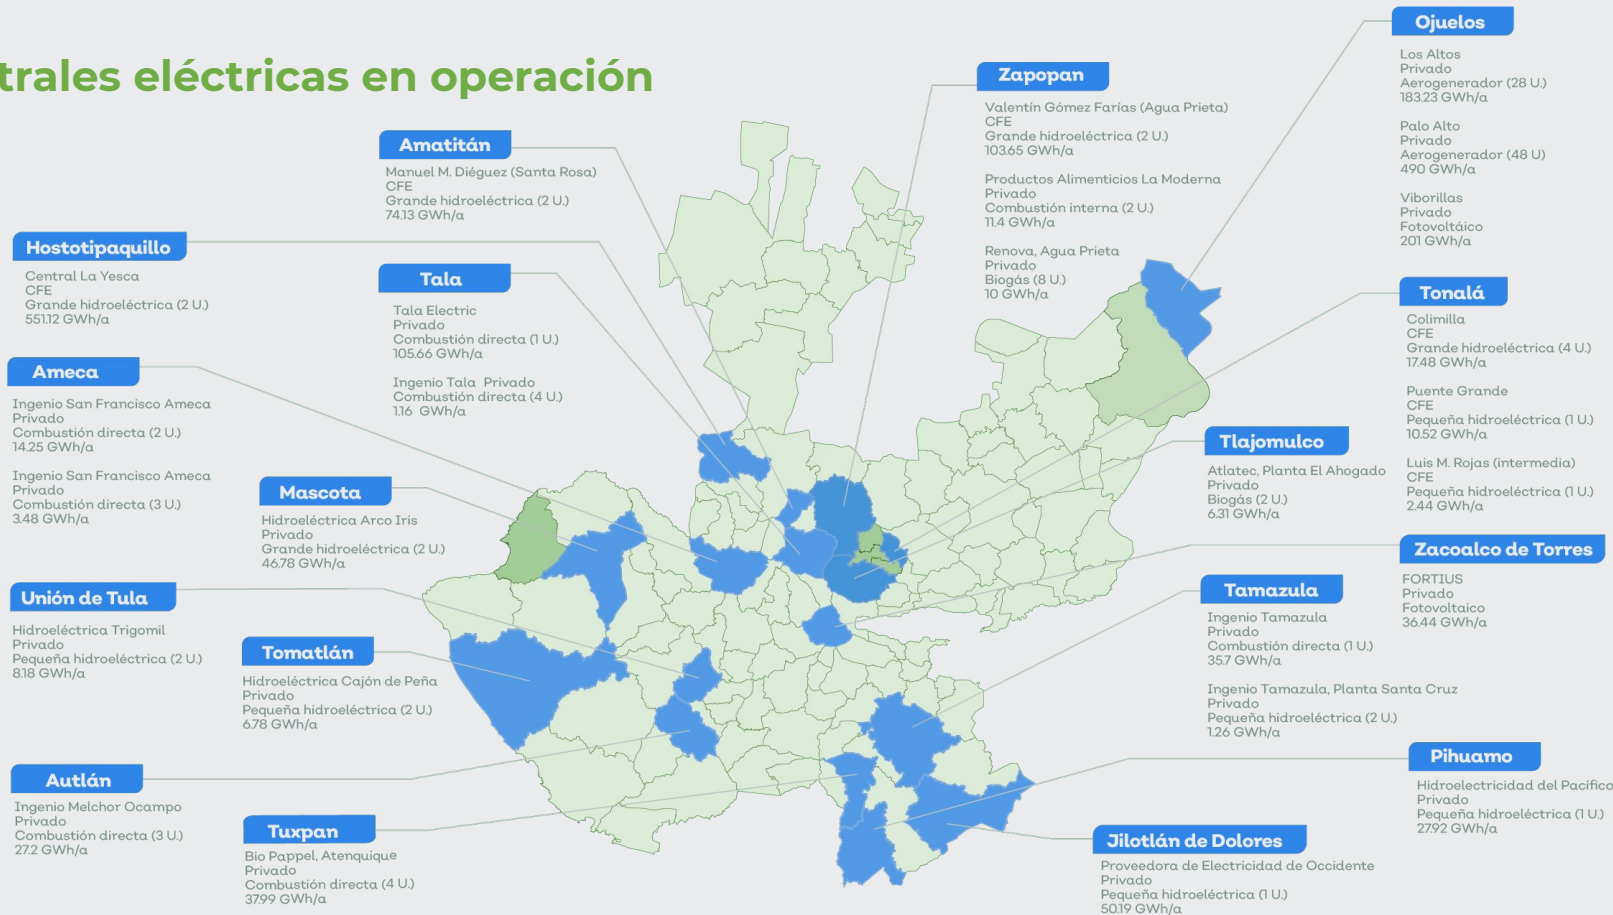 trales eléctricas en operación
Amatitán
Manuel M. Diéguez (Santa Rosa)
CFE
Grande hidroeléctrica (2 U.)
74.13 GWh/a
Hostotipaquillo
Central La Yesca
CFE
Grande hidroeléctrica (2 U.)
551.12 GWh/a
Tala
Tala Electric
Privado
Combustión directa (1 U.)
105.66 GWh/a
Ingenio Tala Privado
Combustión directa (4 U.)
1.16 GWh/a
Ameca
Ingenio San Francisco Ameca
Privado
Combustión directa (2 U.)
14.25 GWh/a
Ingenio San Francisco Ameca
Privado
Combustión directa (3 U.)
3.48 GWh/a
Mascota
Hidroeléctrica Arco Iris
Privado
Grande hidroeléctrica (2 U.)
46.78 GWh/a
Unión de Tula
Hidroeléctrica Trigomil
Privado
Pequeña hidroeléctrica (2 U.)
8.18 GWh/a
Tomatlán
Hidroeléctrica Cajón de Peña
Privado
Pequeña hidroeléctrica (2 U.)
6.78 GWh/a
Autlán
Ingenio Melchor Ocampo
Privado
Combustión directa (3 U.)
27.2 GWh/a
Tuxpan
Bio Pappel, Atenquique
Privado
Combustión directa (4 U.)
37.99 GWh/a
Zapopan
Valentín Gómez Farías (Agua Prieta)
CFE
Grande hidroeléctrica (2 U.)
103.65 GWh/a
Productos Alimenticios La Moderna
Privado
Combustión interna (2 U.)
11.4 GWh/a
Renova, Agua Prieta
Privado
Biogás (8 U.)
10 GWh/a
Ojuelos
Los Altos
Privado
Aerogenerador (28 U.)
183.23 GWh/a
Palo Alto
Privado
Aerogenerador (48 U)
490 GWh/a
Viborillas
Privado
Fotovoltáico
201 GWh/a
Tonalá
Colimilla
CFE
Grande hidroeléctrica (4 U.)
17.48 GWh/a
Puente Grande
CFE
Pequeña hidroeléctrica (1 U.)
10.52 GWh/a
Luis M. Rojas (intermedia)
CFE
Pequeña hidroeléctrica (1 U.)
2.44 GWh/a
Tlajomulco
Atlatec, Planta El Ahogado
Privado
Biogás (2 U.)
6.31 GWh/a
Zacoalco de Torres
FORTIUS
Privado
Fotovoltaico
36.44 GWh/a
Tamazula
Ingenio Tamazula
Privado
Combustión directa (1 U.)
35.7 GWh/a
Ingenio Tamazula, Planta Santa Cruz
Privado
Pequeña hidroeléctrica (2 U.)
1.26 GWh/a
Pihuamo
Hidroelectricidad del Pacífico
Privado
Pequeña hidroeléctrica (1 U.)
27.92 GWh/a
Jilotlán de Dolores
Proveedora de Electricidad de Occidente
Privado
Pequeña hidroeléctrica (1 U.)
50.19 GWh/a